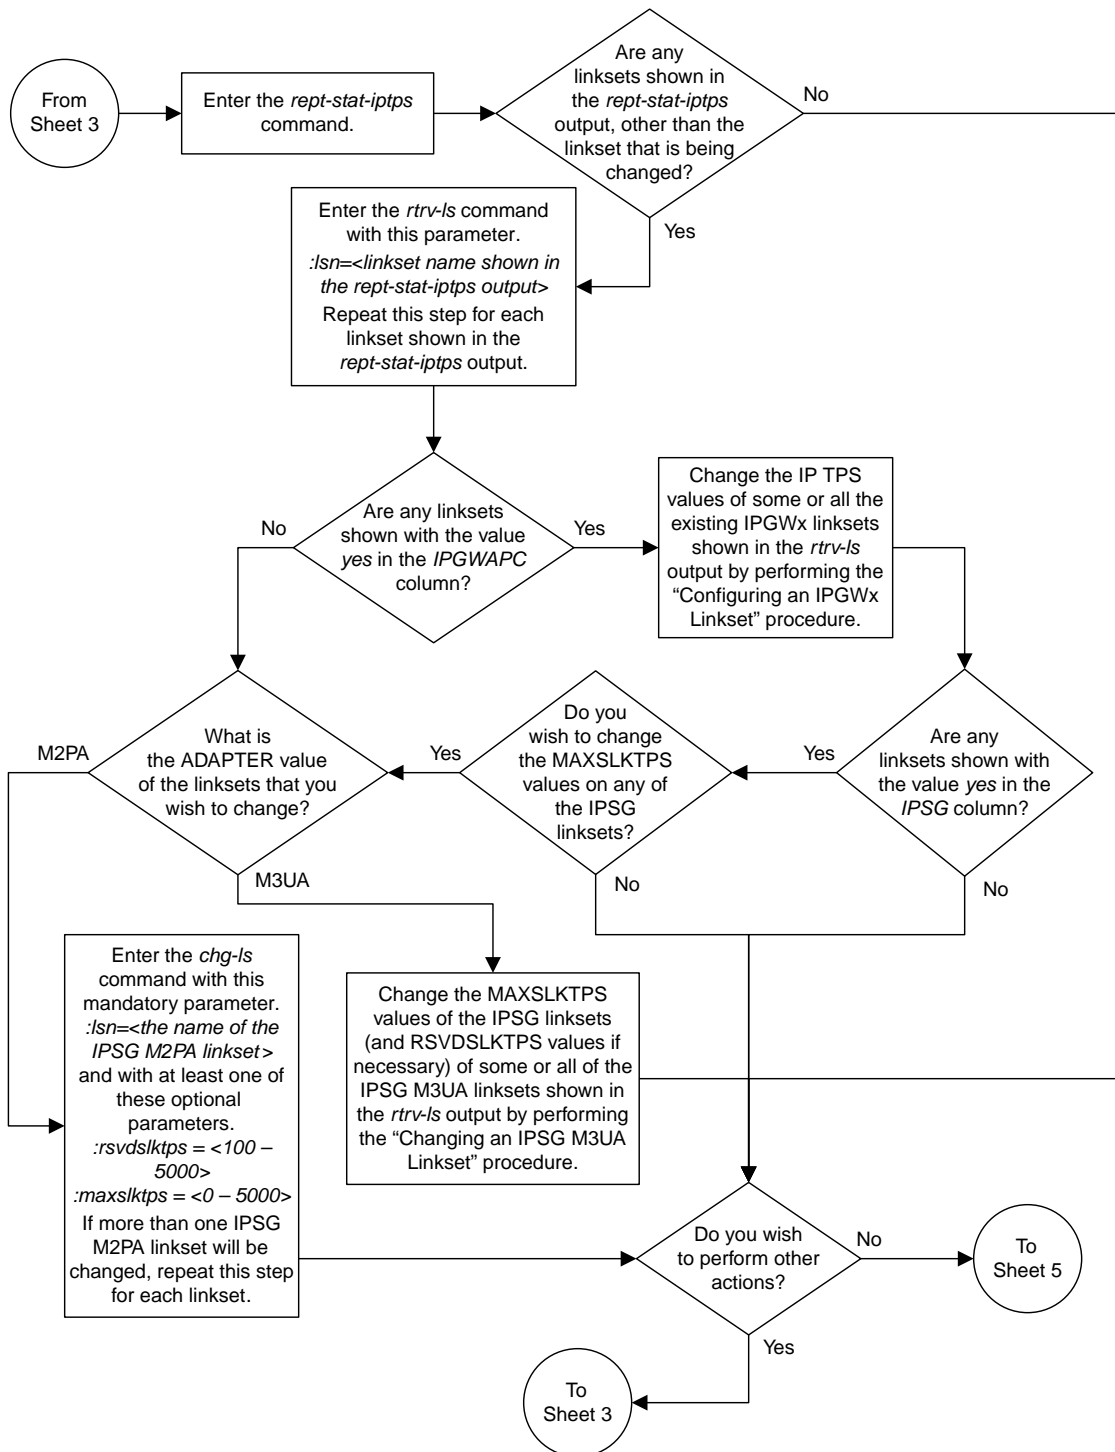 From
Sheet 3
Enter the rept-stat-iptps
command.
Are any
linksets shown in
the rept-stat-iptps
output, other than the
linkset that is being
changed?
No
Yes
Enter the rtrv-ls command
with this parameter.
:lsn=<linkset name shown in
the rept-stat-iptps output>
Repeat this step for each
linkset shown in the
rept-stat-iptps output.
Are any linksets
shown with the value
yes in the IPGWAPC
column?
No
Yes
Change the IP TPS
values of some or all the
existing IPGWx linksets
shown in the rtrv-ls
output by performing the
“Configuring an IPGWx
Linkset” procedure.
Are any
linksets shown with
the value yes in the
IPSG column?
Yes
No
Do you
wish to change
the MAXSLKTPS
values on any of
the IPSG
linksets?
Yes
No
What is
the ADAPTER value
of the linksets that you
wish to change?
M2PA
M3UA
Enter the chg-ls
command with this
mandatory parameter.
:lsn=<the name of the
IPSG M2PA linkset>
and with at least one of
these optional
parameters.
:rsvdslktps = <100 –
5000>
:maxslktps = <0 – 5000>
If more than one IPSG
M2PA linkset will be
changed, repeat this step
for each linkset.
Change the MAXSLKTPS
values of the IPSG linksets
(and RSVDSLKTPS values if
necessary) of some or all of the
IPSG M3UA linksets shown in
the rtrv-ls output by performing
the “Changing an IPSG M3UA
Linkset” procedure.
Do you wish
to perform other
actions?
No
Yes
To
Sheet 5
To
Sheet 3